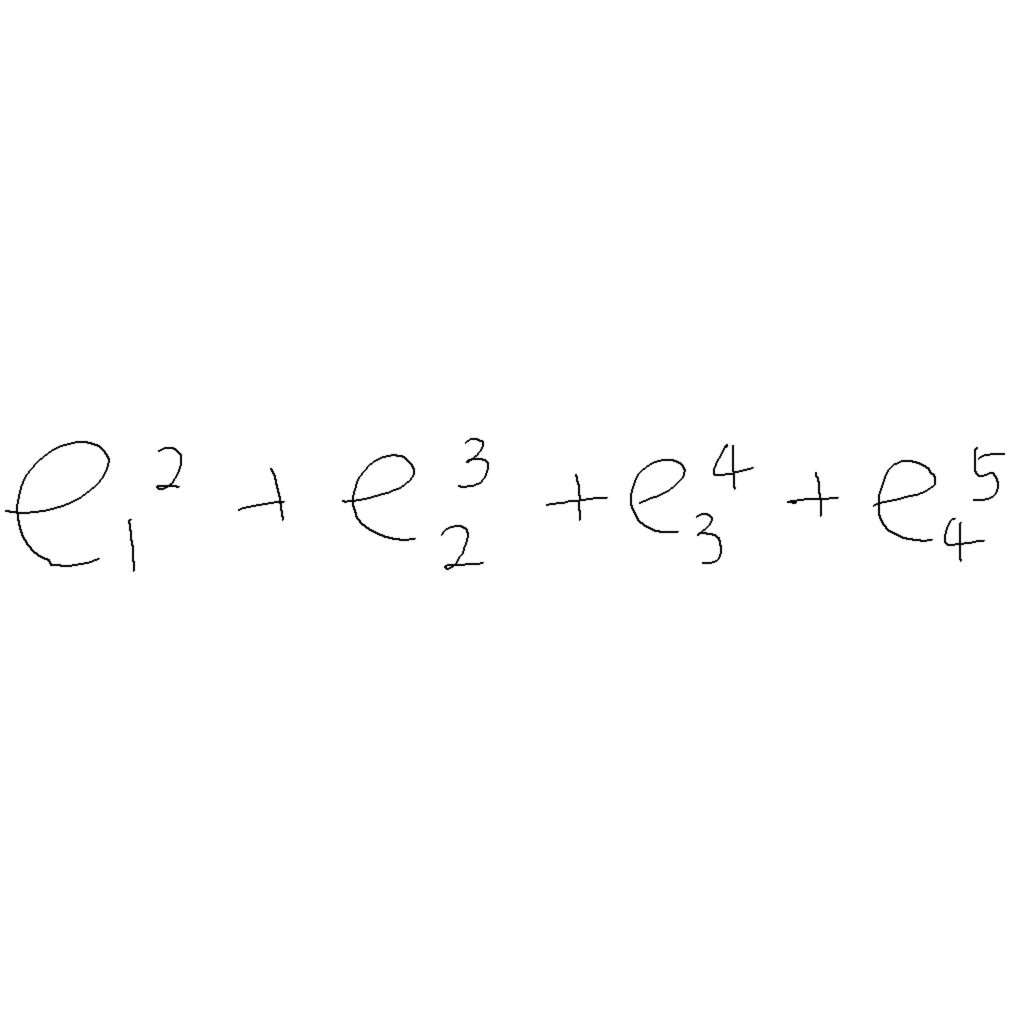 e_1^2 + e_2^3 + e_3^4 + e_4^5